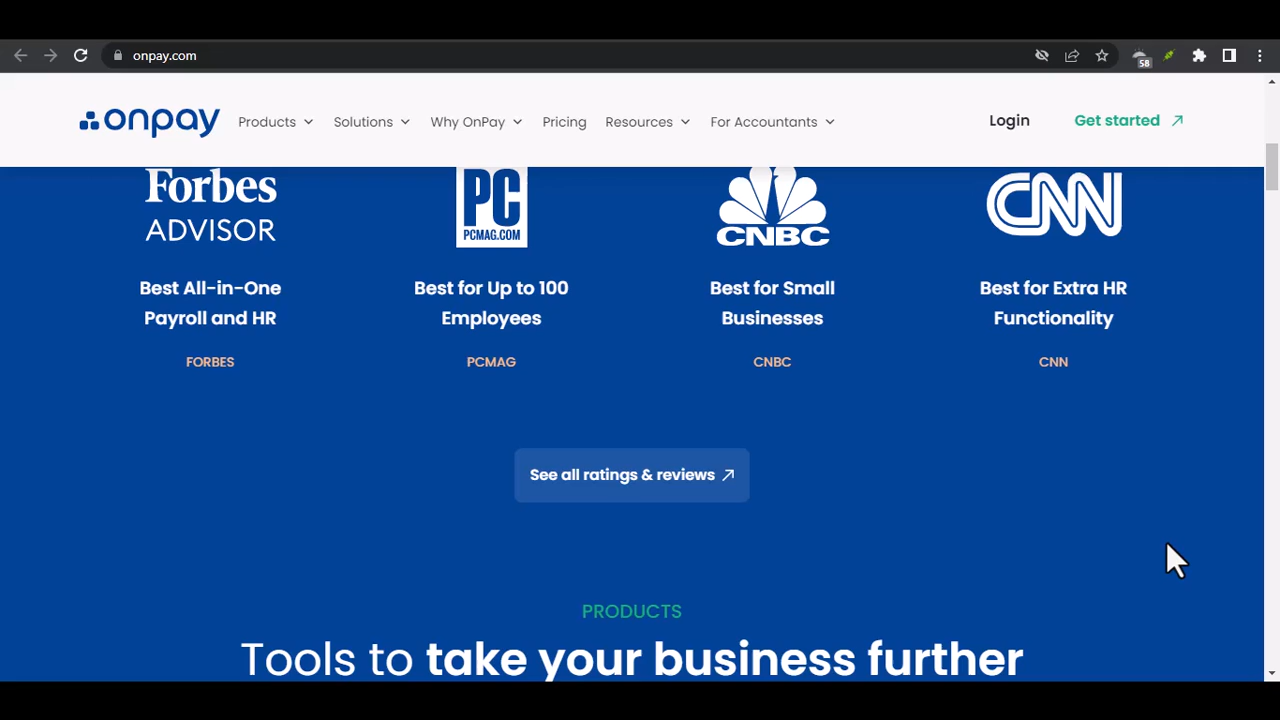 onpay.com
58
onpay Products Solutions Why OnPay Pricing Resources For Accountants Login Get started
Forbes
ADVISOR
PC
PCMAG.COM
CNBC
CNN
Best All-in-One
Payroll and HR
FORBES
Best for Up to 100
Employees
PCMAG
Best for Small
Businesses
CNBC
Best for Extra HR
Functionality
CNN
See all ratings & reviews
PRODUCTS
Tools to take your business further